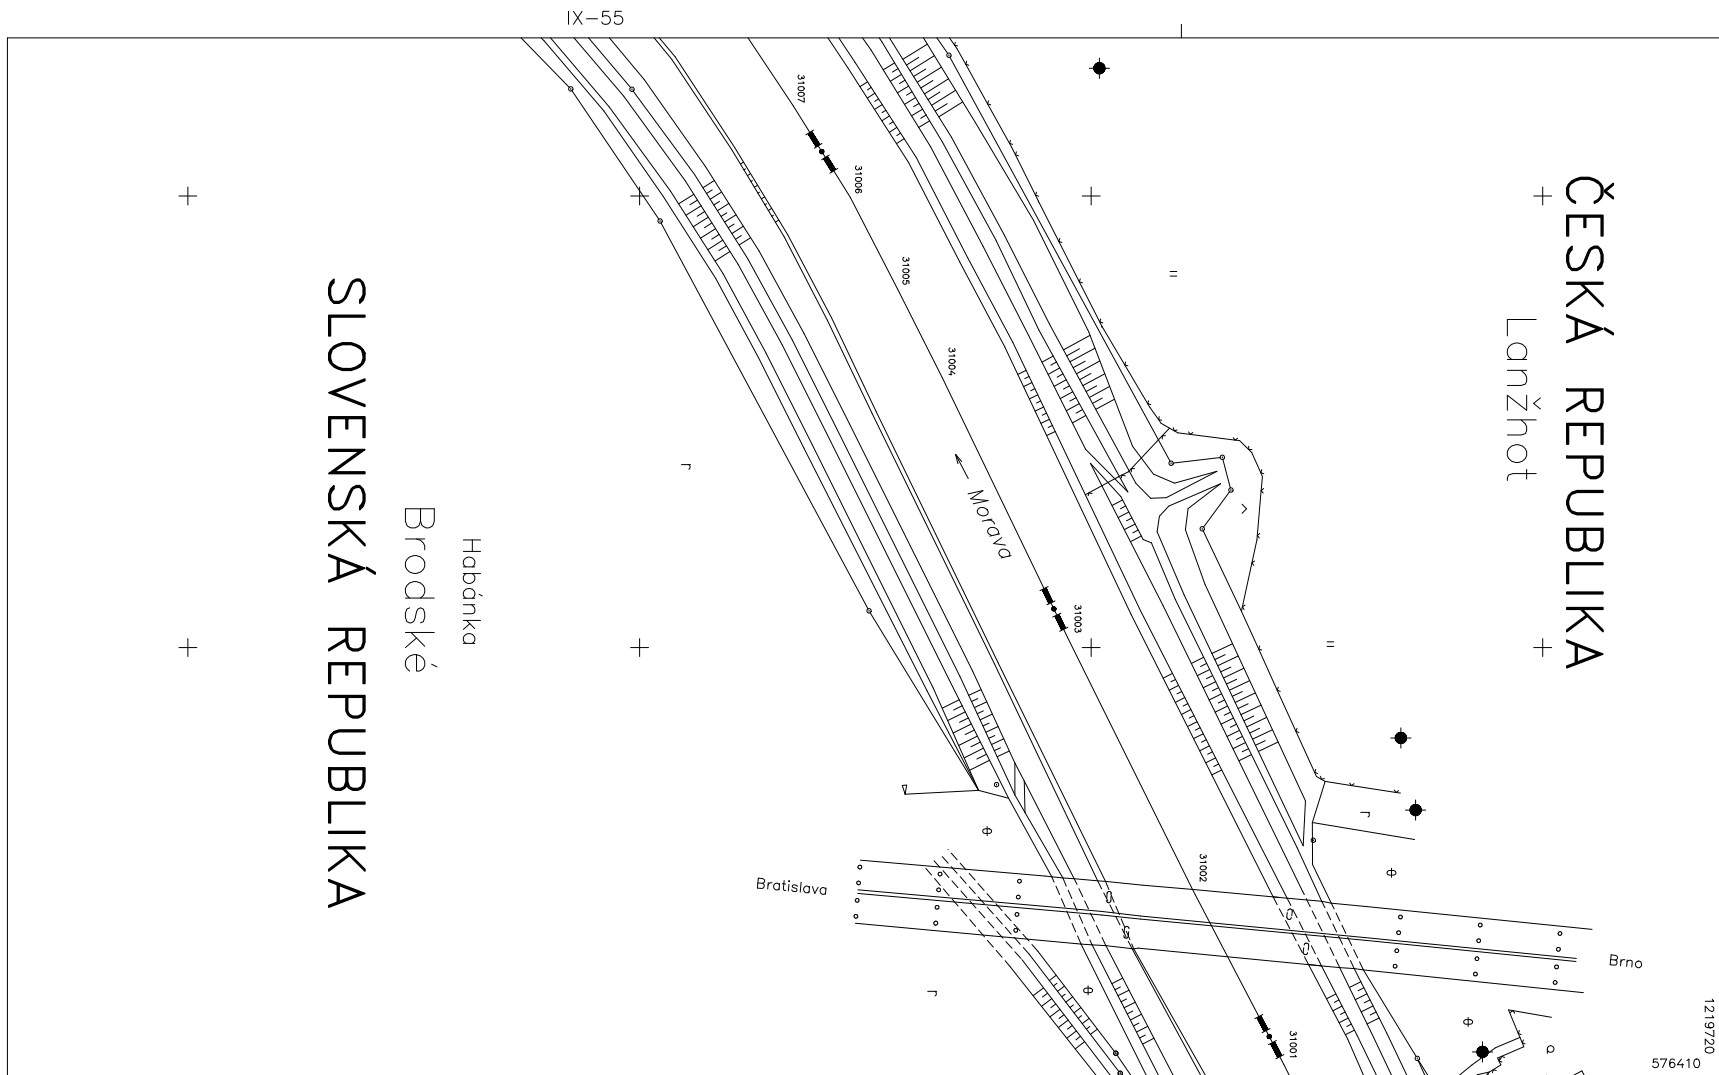 IX-55
31007
31006
31005
31004
31003
31002
31001
ČESKÁ REPUBLIKA
Lanžhot
SLOVENSKÁ REPUBLIKA
Brodské
Habánka
Morava
Bratislava
Brno
1219720
576410